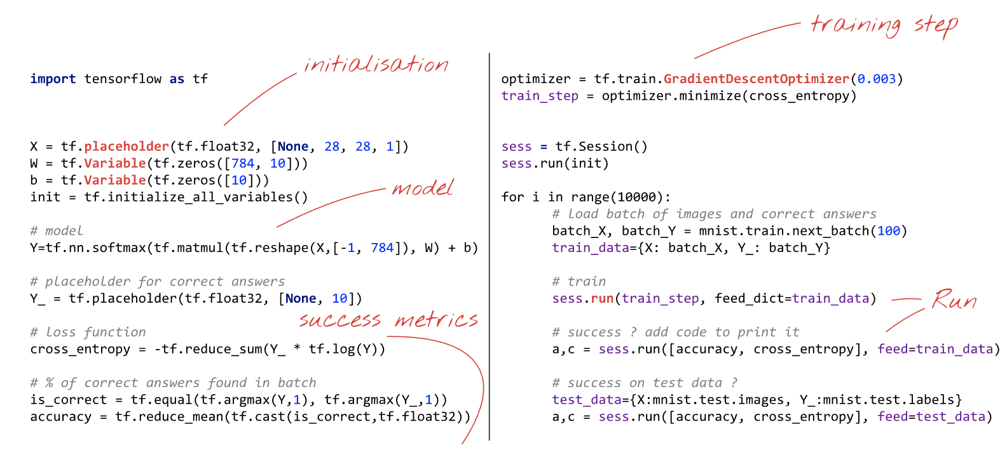 initialisation
import tensorflow as tf
X = tf.placeholder(tf.float32, [None, 28, 28, 1])
W = tf.Variable(tf.zeros([784, 10]))
b = tf.Variable(tf.zeros([10]))
init = tf.initialize_all_variables()
model
# model
Y=tf.nn.softmax(tf.matmul(tf.reshape(X,[-1, 784]), W) + b)
# placeholder for correct answers
Y_ = tf.placeholder(tf.float32, [None, 10])
success metrics
# loss function
cross_entropy = -tf.reduce_sum(Y_ * tf.log(Y))
# % of correct answers found in batch
is_correct = tf.equal(tf.argmax(Y,1), tf.argmax(Y_,1))
accuracy = tf.reduce_mean(tf.cast(is_correct,tf.float32))
training step
optimizer = tf.train.GradientDescentOptimizer(0.003)
train_step = optimizer.minimize(cross_entropy)
sess = tf.Session()
sess.run(init)
for i in range(10000):
# load batch of images and correct answers
batch_X, batch_Y = mnist.train.next_batch(100)
train_data={X: batch_X, Y_: batch_Y}
# train
sess.run(train_step, feed_dict=train_data)
Run
# success ? add code to print it
a,c = sess.run([accuracy, cross_entropy], feed=train_data)
# success on test data ?
test_data={X:mnist.test.images, Y_:mnist.test.labels}
a,c = sess.run([accuracy, cross_entropy], feed=test_data)